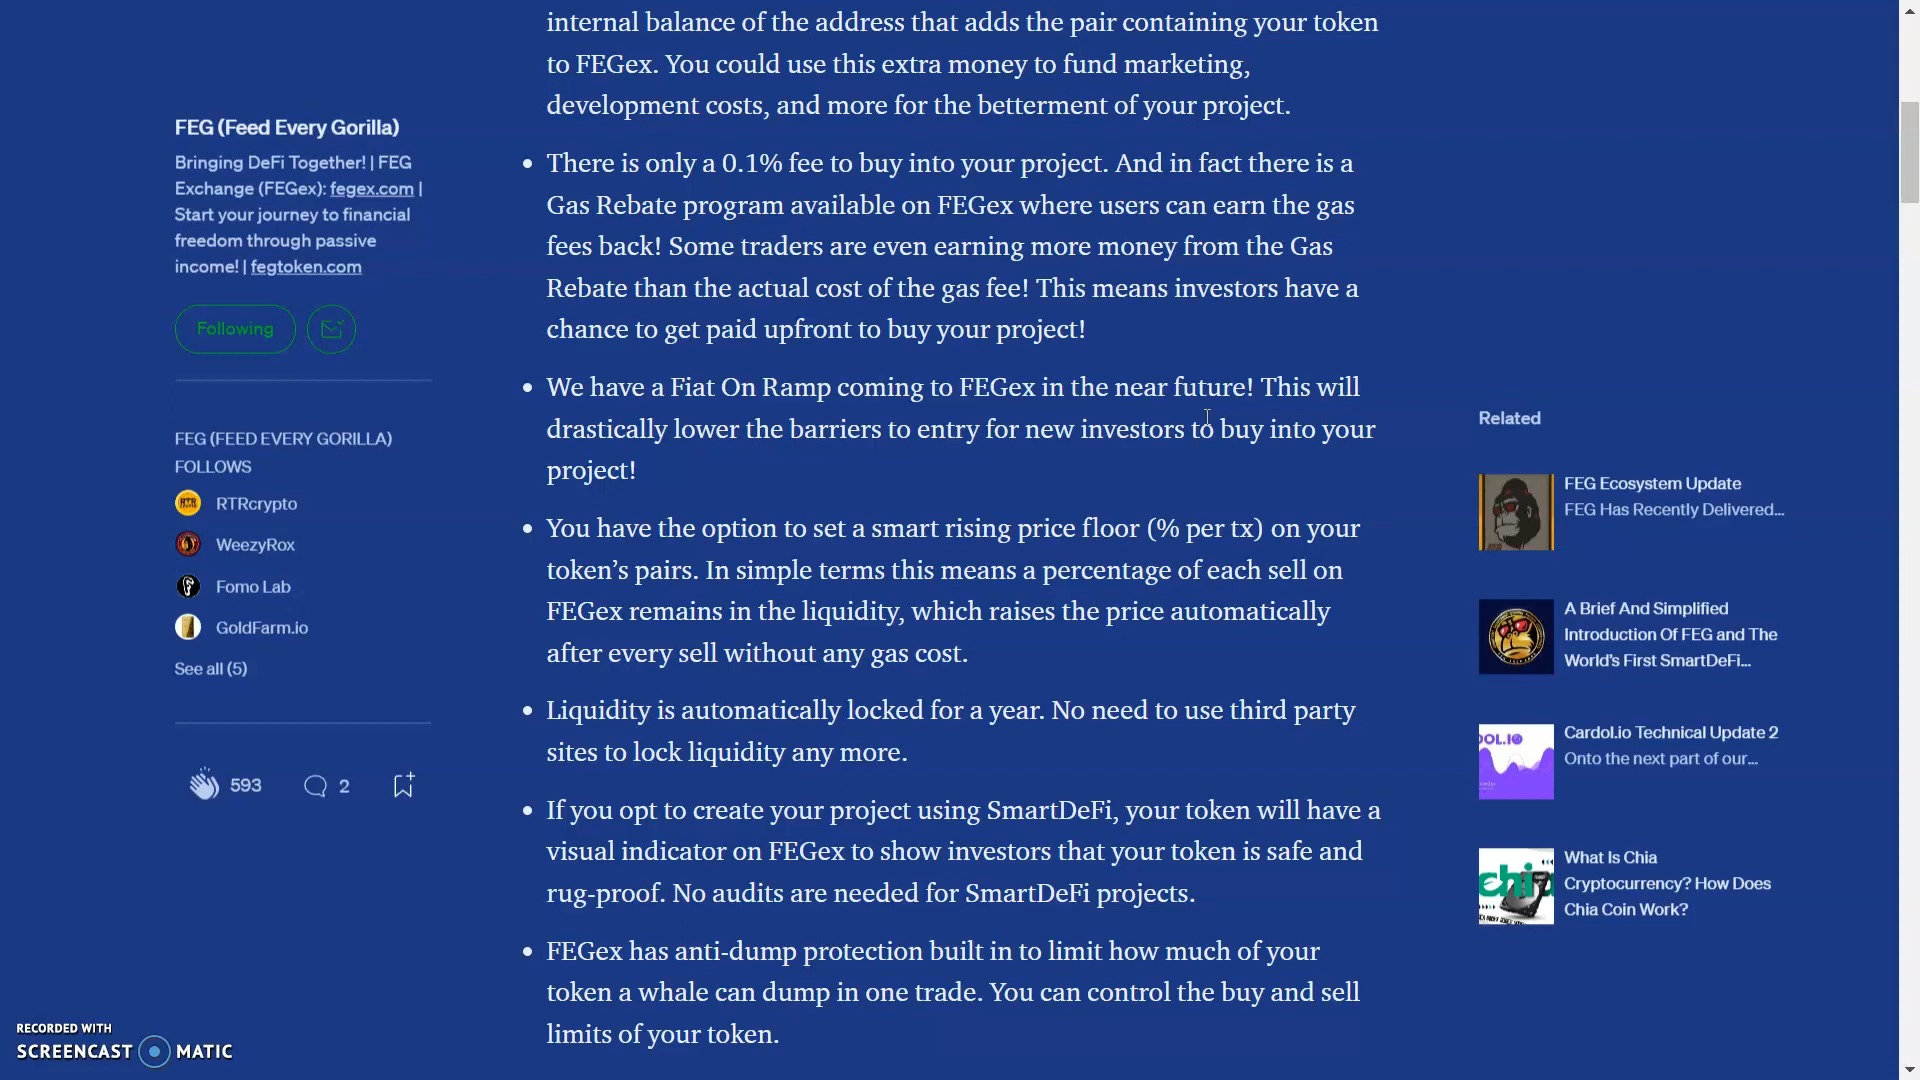 internal balance of the address that adds the pair containing your token
to FEGex. You could use this extra money to fund marketing,
development costs, and more for the betterment of your project.
FEG (Feed Every Gorilla)
Bringing DeFi Together! | FEG
Exchange (FEGex): fegex.com |
Start your journey to financial
freedom through passive
income! | fegtoken.com
Following
FEG (FEED EVERY GORILLA)
FOLLOWS
RTRcrypto
WeezyRox
Fomo Lab
GoldFarm.io
See all (5)
593
2
• There is only a 0.1% fee to buy into your project. And in fact there is a
Gas Rebate program available on FEGex where users can earn the gas
fees back! Some traders are even earning more money from the Gas
Rebate than the actual cost of the gas fee! This means investors have a
chance to get paid upfront to buy your project!
• We have a Fiat On Ramp coming to FEGex in the near future! This will
drastically lower the barriers to entry for new investors to buy into your
project!
• You have the option to set a smart rising price floor (% per tx) on your
token’s pairs. In simple terms this means a percentage of each sell on
FEGex remains in the liquidity, which raises the price automatically
after every sell without any gas cost.
• Liquidity is automatically locked for a year. No need to use third party
sites to lock liquidity any more.
• If you opt to create your project using SmartDeFi, your token will have a
visual indicator on FEGex to show investors that your token is safe and
rug-proof. No audits are needed for SmartDeFi projects.
• FEGex has anti-dump protection built in to limit how much of your
token a whale can dump in one trade. You can control the buy and sell
limits of your token.
Related
FEG Ecosystem Update
FEG Has Recently Delivered...
A Brief And Simplified
Introduction Of FEG and The
World’s First SmartDeFi...
DOL.IO
Cardol.io Technical Update 2
Onto the next part of our...
chia
What Is Chia
Cryptocurrency? How Does
Chia Coin Work?
RECORDED WITH
SCREENCAST MATIC